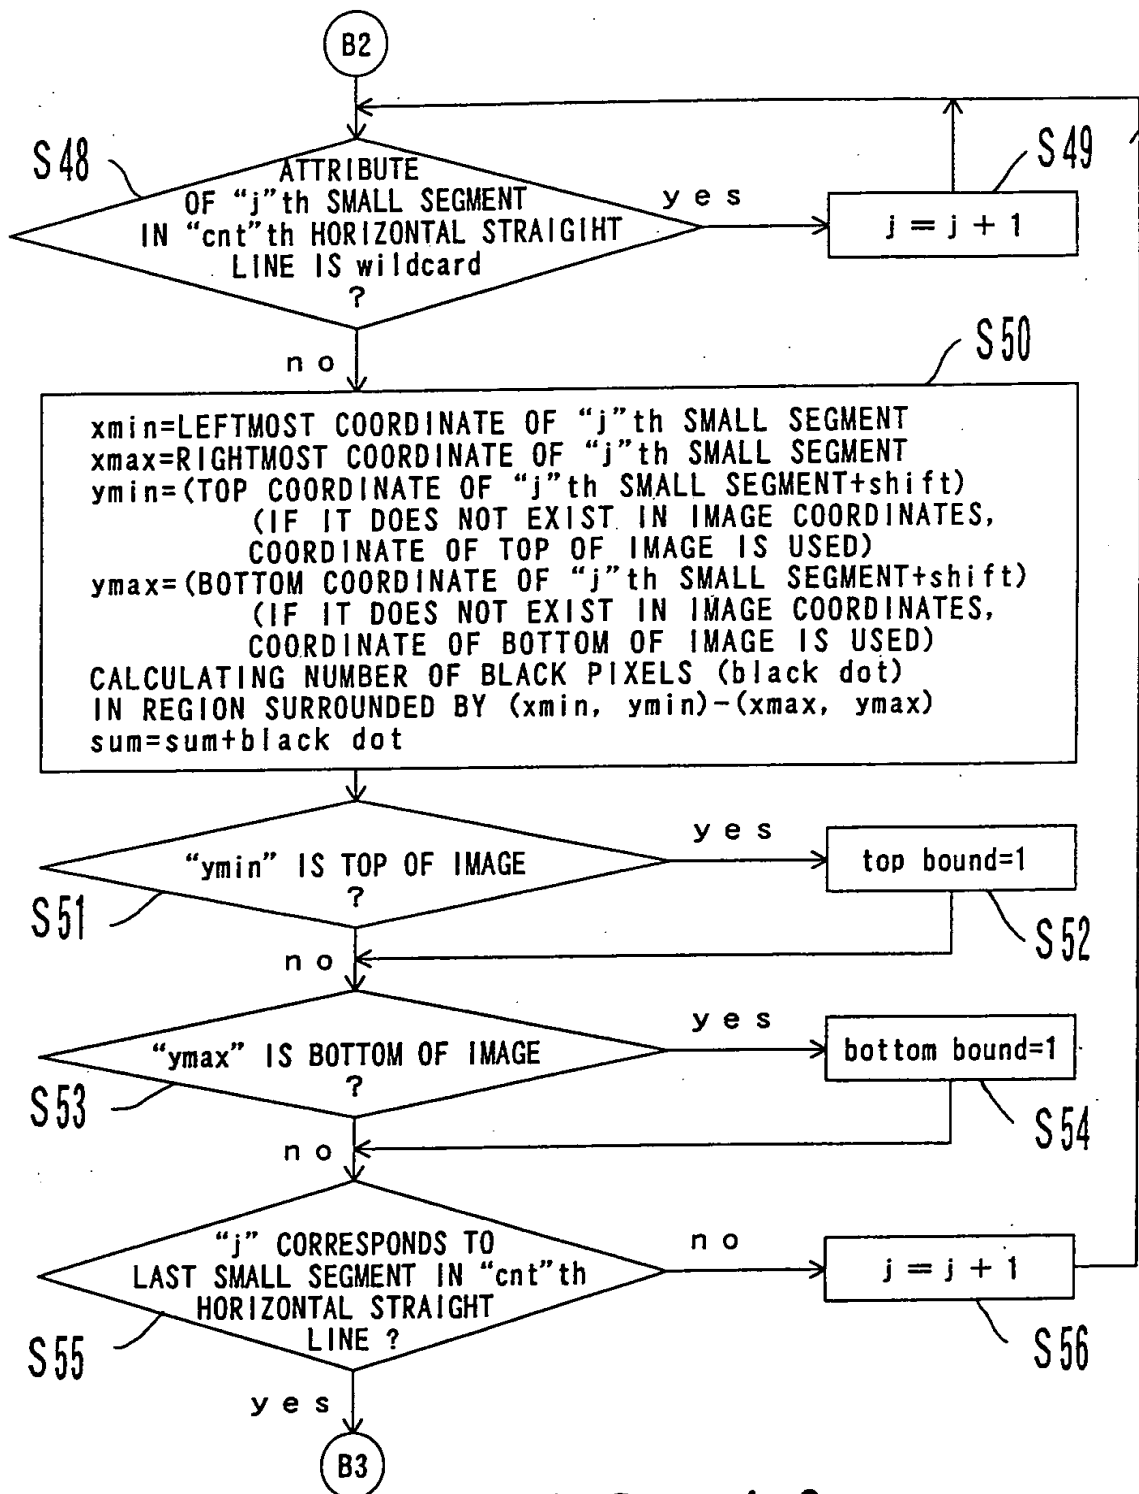 B2
S48
ATTRIBUTE
OF “j”th SMALL SEGMENT
IN “cnt”th HORIZONTAL STRAIGIHT
LINE IS wildcard
?
yes
S49
j = j + 1
no
S50
xmin=LEFTMOST COORDINATE OF “j”th SMALL SEGMENT
xmax=RIGHTMOST COORDINATE OF “j”th SMALL SEGMENT
ymin=(TOP COORDINATE OF “j”th SMALL SEGMENT+shift)
(IF IT DOES NOT EXIST IN IMAGE COORDINATES,
COORDINATE OF TOP OF IMAGE IS USED)
ymax=(BOTTOM COORDINATE OF “j”th SMALL SEGMENT+shift)
(IF IT DOES NOT EXIST IN IMAGE COORDINATES,
COORDINATE OF BOTTOM OF IMAGE IS USED)
CALCULATING NUMBER OF BLACK PIXELS (black dot)
IN REGION SURROUNDED BY (xmin, ymin)-(xmax, ymax)
sum=sum+black dot
“ymin” IS TOP OF IMAGE
?
yes
top bound=1
S51
S52
no
“ymax” IS BOTTOM OF IMAGE
?
yes
bottom bound=1
S53
S54
no
“j” CORRESPONDS TO
LAST SMALL SEGMENT IN “cnt”th
HORIZONTAL STRAIGHT
LINE ?
no
j = j + 1
S55
S56
yes
B3